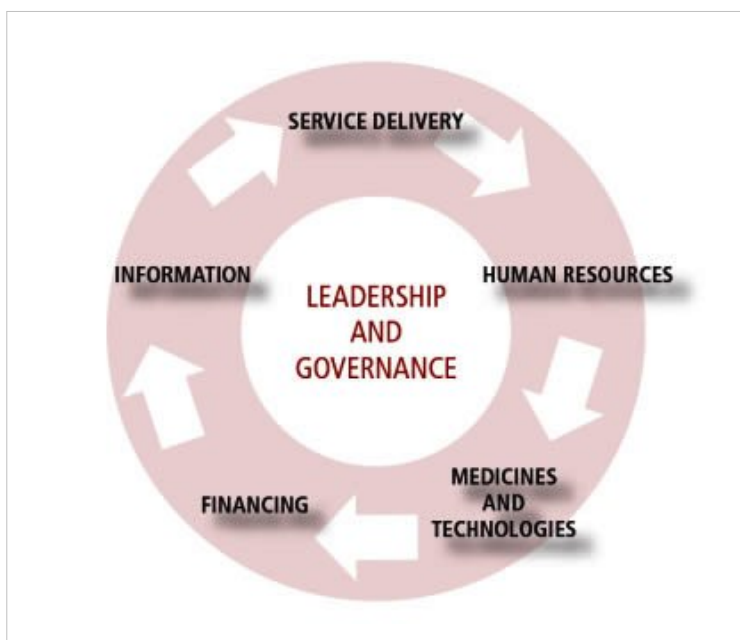 SERVICE DELIVERY
INFORMATION
HUMAN RESOURCES
LEADERSHIP
AND
GOVERNANCE
MEDICINES
AND
TECHNOLOGIES
FINANCING